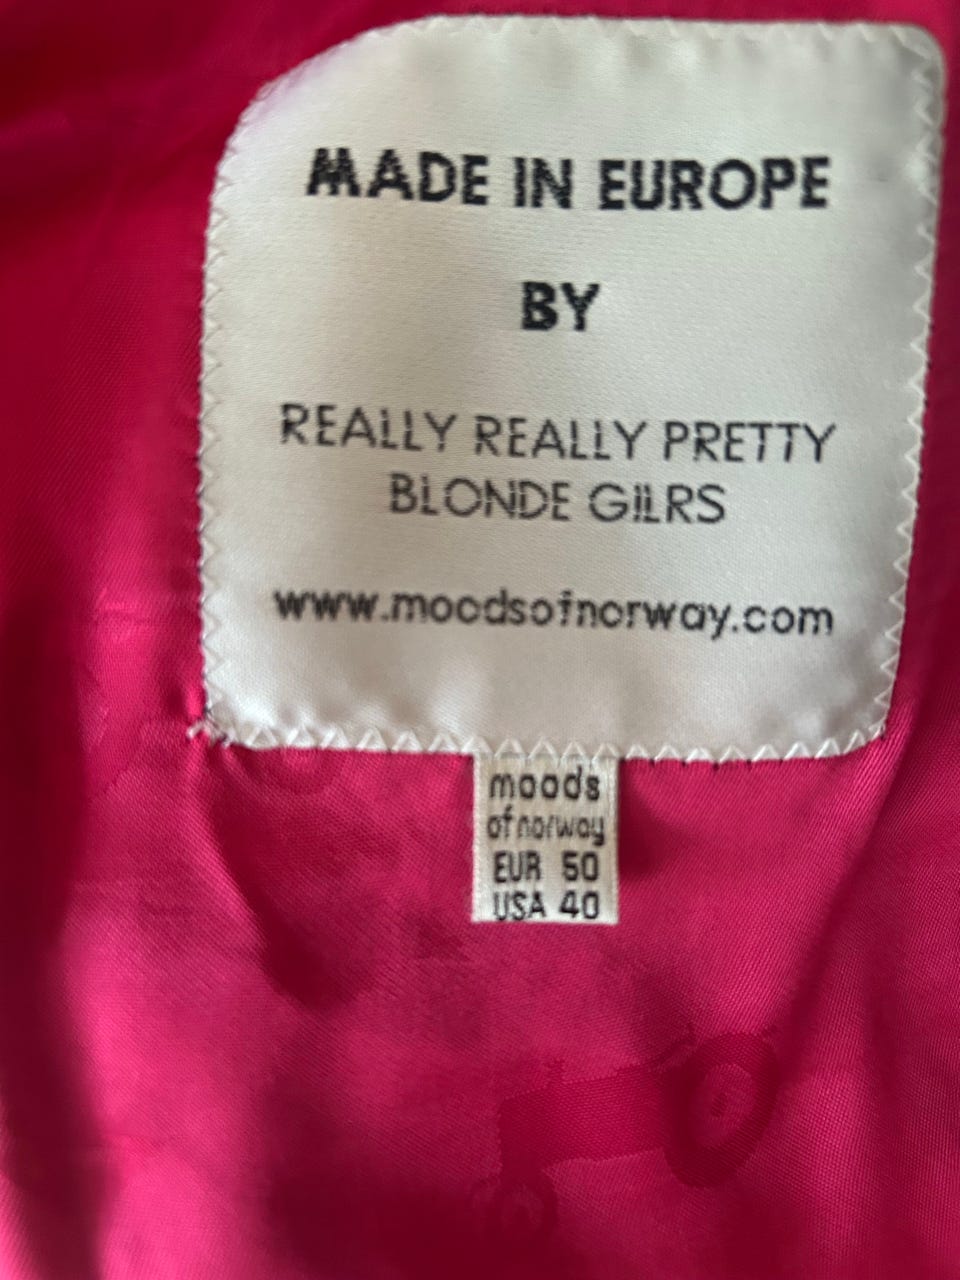 MADE IN EUROPE
BY
REALLY REALLY PRETTY
BLONDE GILRS
www.moodsofnorway.com
moods
of norway
EUR 50
USA 40